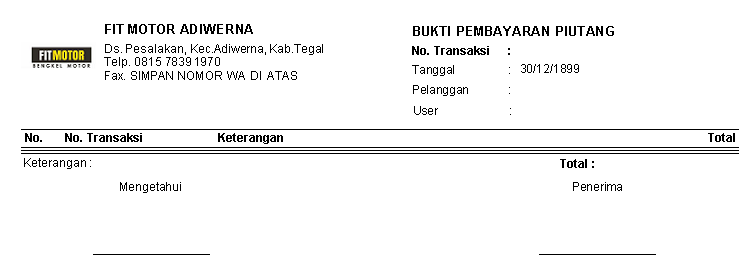 FIT MOTOR ADIWERNA
Ds. Pesalakan, Kec.Adiwerna, Kab.Tegal
Telp. 0815 7839 1970
Fax. SIMPAN NOMOR WA DI ATAS
FITMOTOR
BENGKEL MOTOR
BUKTI PEMBAYARAN PIUTANG
No. Transaksi :
Tanggal : 30/12/1899
Pelanggan :
User :
No. No. Transaksi Keterangan Total
Keterangan : Total :
Mengetahui Penerima